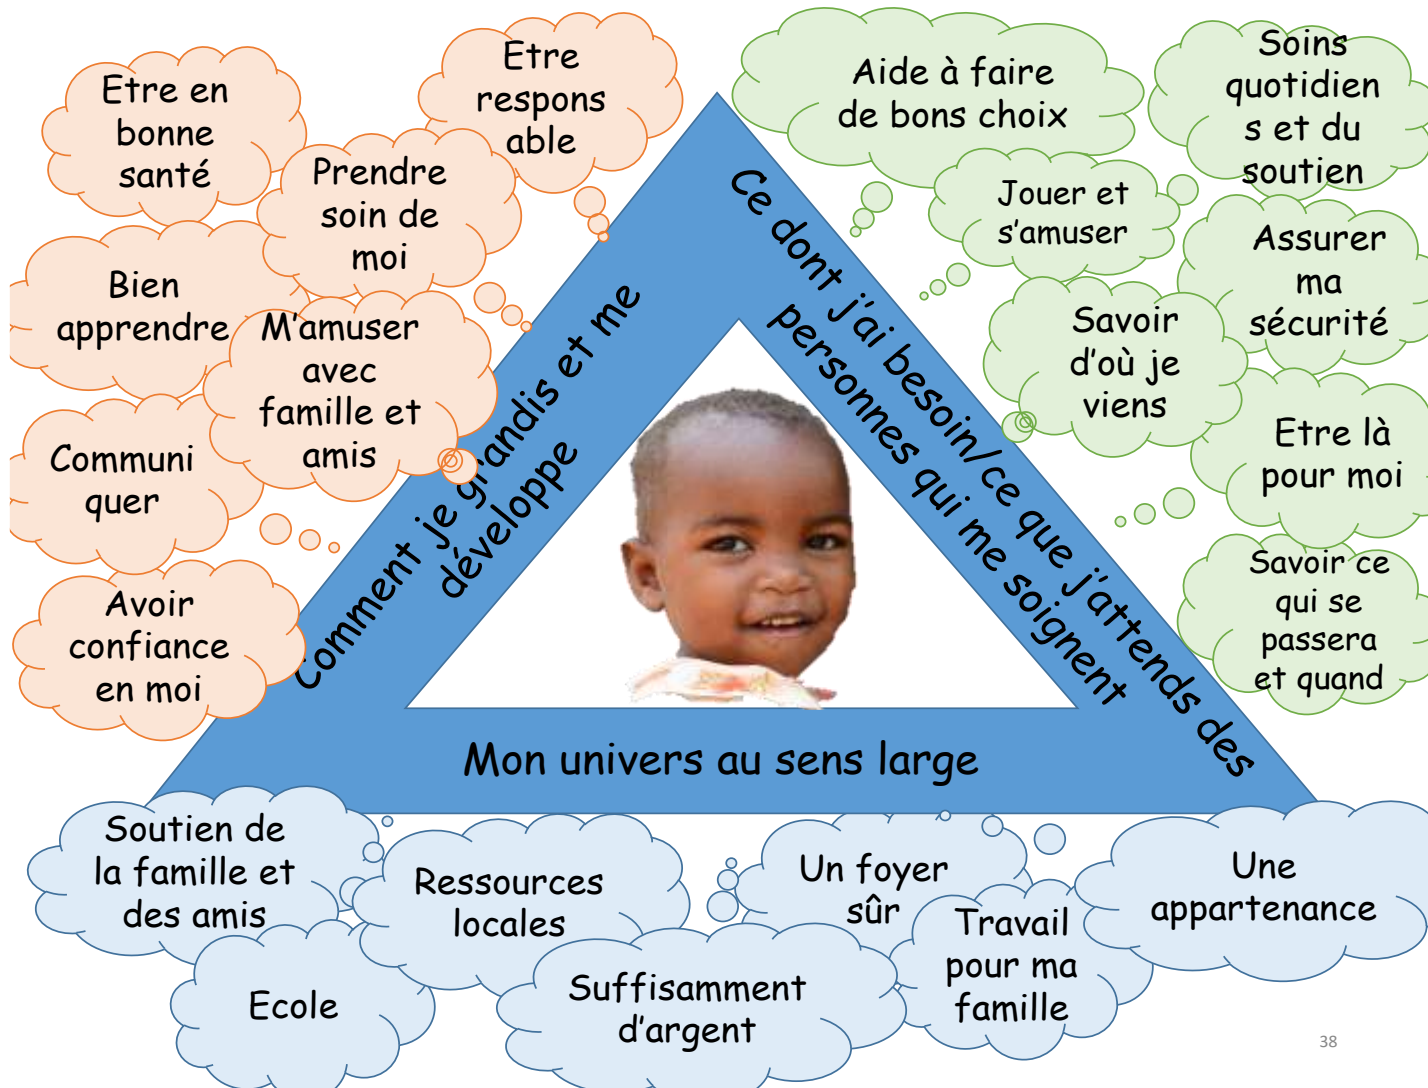 Etre en
bonne
santé
Etre
respons
able
Prendre
soin de
moi
Bien
apprendre
M'amuser
avec
famille et
amis
Communi
quer
Avoir
confiance
en moi
Comment je grandis et me
développe
Aide à faire
de bons choix
Soins
quotidien
s et du
soutien
Jouer et
s'amuser
Assurer
ma
sécurité
Savoir
d'où je
viens
Etre là
pour moi
Savoir ce
qui se
passera
et quand
Ce dont j'ai besoin/ce que j'attends des
personnes qui me soignent
Mon univers au sens large
Soutien de
la famille et
des amis
Ecole
Ressources
locales
Suffisamment
d'argent
Un foyer
sûr
Travail
pour ma
famille
Une
appartenance
38